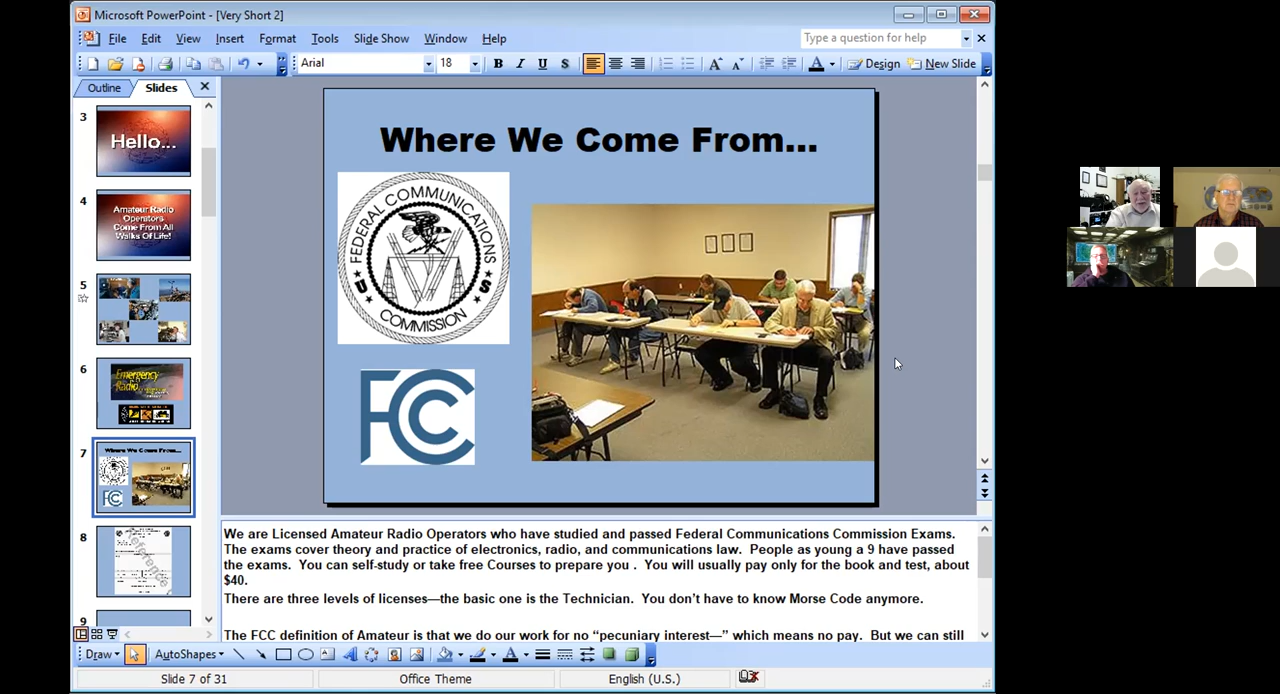 Microsoft PowerPoint - [Very Short 2]
File Edit View Insert Format Tools Slide Show Window Help
Type a question for help
Arial 18 B I U S A A A Design New Slide
Outline Slides
3
Hello...
4
Amateur Radio
Operators
Come From All
Walks Of Life!
5
6
Emergency
Radio
7
Where We Come From...
FCC
8
Reference
9
Where We Come From...
FEDERAL COMMUNICATIONS
COMMISSION
U S
FCC
We are Licensed Amateur Radio Operators who have studied and passed Federal Communications Commission Exams.
The exams cover theory and practice of electronics, radio, and communications law. People as young a 9 have passed
the exams. You can self-study or take free Courses to prepare you . You will usually pay only for the book and test, about
$40.
There are three levels of licenses—the basic one is the Technician. You don’t have to know Morse Code anymore.
The FCC definition of Amateur is that we do our work for no “pecuniary interest—” which means no pay. But we can still
Draw AutoShapes A A
Slide 7 of 31 Office Theme English (U.S.)